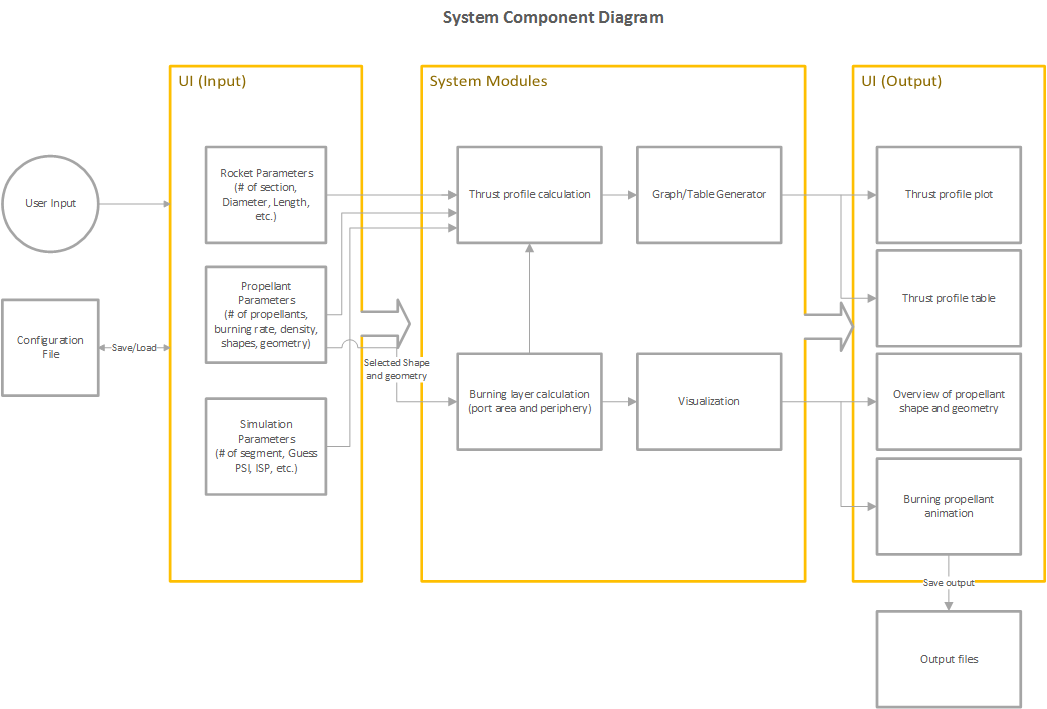 System Component Diagram
UI (Input)
System Modules
UI (Output)
User Input
Configuration
File
Save/Load
Rocket Parameters
(# of section,
Diameter, Length,
etc.)
Propellant
Parameters
(# of propellants,
burning rate, density,
shapes, geometry)
Simulation
Parameters
(# of segment, Guess
PSI, ISP, etc.)
Selected Shape
and geometry
Thrust profile calculation
Graph/Table Generator
Burning layer calculation
(port area and periphery)
Visualization
Thrust profile plot
Thrust profile table
Overview of propellant
shape and geometry
Burning propellant
animation
Save output
Output files